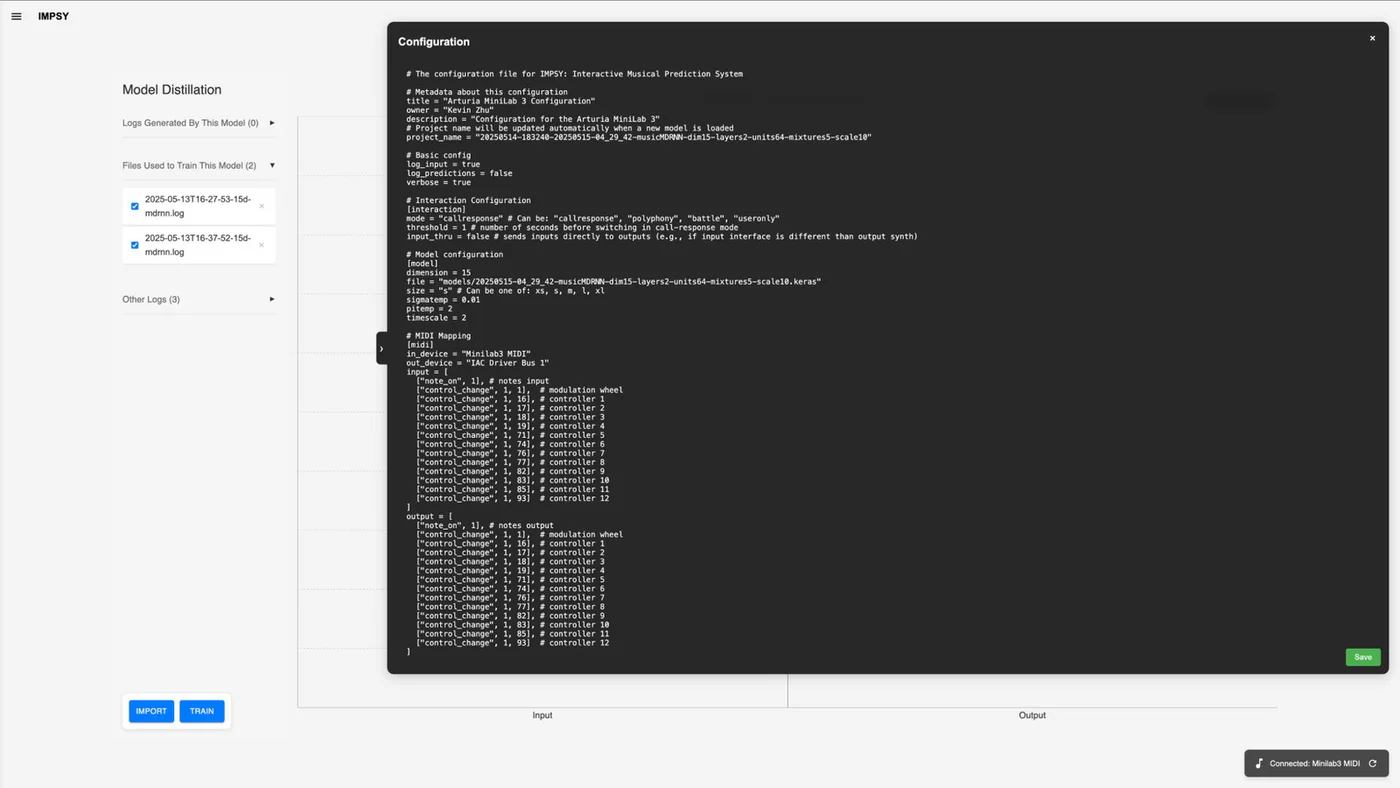 IMPSY
Model Distillation
Logs Generated By This Model (0) ►
Files Used to Train This Model (2) ▼
2025-05-13T16-27-53-15d-
mdrnn.log ×
2025-05-13T16-37-52-15d-
mdrnn.log ×
Other Logs (3) ►
IMPORT TRAIN
Configuration ×
# The configuration file for IMPSY: Interactive Musical Prediction System
# Metadata about this configuration
title = "Arturia MiniLab 3 Configuration"
owner = "Kevin Zhu"
description = "Configuration for the Arturia MiniLab 3"
# Project name will be updated automatically when a new model is loaded
project_name = "20250514-183240-20250515-04_29_42-musicMDRNN-dim15-layers2-units64-mixtures5-scale10"
# Basic config
log_input = true
log_predictions = false
verbose = true
# Interaction Configuration
[interaction]
mode = "callresponse" # Can be: "callresponse", "polyphony", "battle", "useronly"
threshold = 1 # number of seconds before switching in call-response mode
input_thru = false # sends inputs directly to outputs (e.g., if input interface is different than output synth)
# Model configuration
[model]
dimension = 15
file = "models/20250515-04_29_42-musicMDRNN-dim15-layers2-units64-mixtures5-scale10.keras"
size = "s" # Can be one of: xs, s, m, l, xl
sigmatemp = 0.01
pitemp = 2
timescale = 2
# MIDI Mapping
[midi]
in_device = "Minilab3 MIDI"
out_device = "IAC Driver Bus 1"
input = [
["note_on", 1], # notes input
["control_change", 1, 1], # modulation wheel
["control_change", 1, 16], # controller 1
["control_change", 1, 17], # controller 2
["control_change", 1, 18], # controller 3
["control_change", 1, 19], # controller 4
["control_change", 1, 71], # controller 5
["control_change", 1, 74], # controller 6
["control_change", 1, 76], # controller 7
["control_change", 1, 77], # controller 8
["control_change", 1, 82], # controller 9
["control_change", 1, 83], # controller 10
["control_change", 1, 85], # controller 11
["control_change", 1, 93] # controller 12
]
output = [
["note_on", 1], # notes output
["control_change", 1, 1], # modulation wheel
["control_change", 1, 16], # controller 1
["control_change", 1, 17], # controller 2
["control_change", 1, 18], # controller 3
["control_change", 1, 19], # controller 4
["control_change", 1, 71], # controller 5
["control_change", 1, 74], # controller 6
["control_change", 1, 76], # controller 7
["control_change", 1, 77], # controller 8
["control_change", 1, 82], # controller 9
["control_change", 1, 83], # controller 10
["control_change", 1, 85], # controller 11
["control_change", 1, 93] # controller 12
]
Save
Input
Output
Connected: Minilab3 MIDI